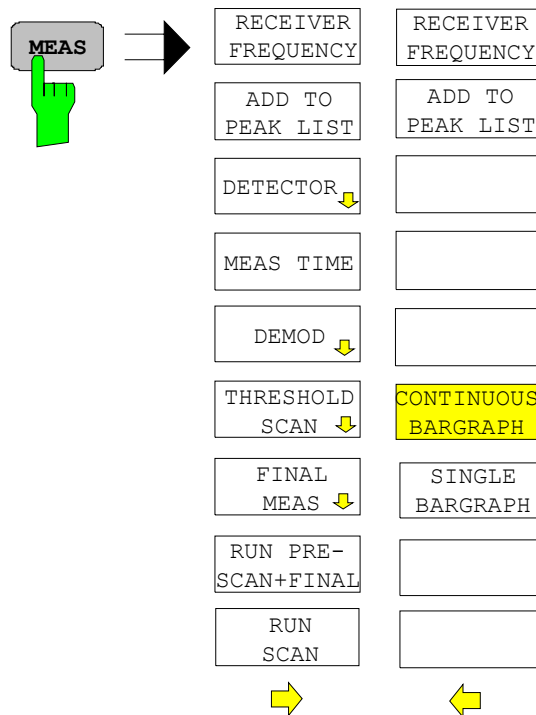 MEAS
RECEIVER
FREQUENCY
ADD TO
PEAK LIST
DETECTOR
MEAS TIME
DEMOD
THRESHOLD
SCAN
FINAL
MEAS
RUN PRE-
SCAN+FINAL
RUN
SCAN
RECEIVER
FREQUENCY
ADD TO
PEAK LIST
CONTINUOUS
BARGRAPH
SINGLE
BARGRAPH